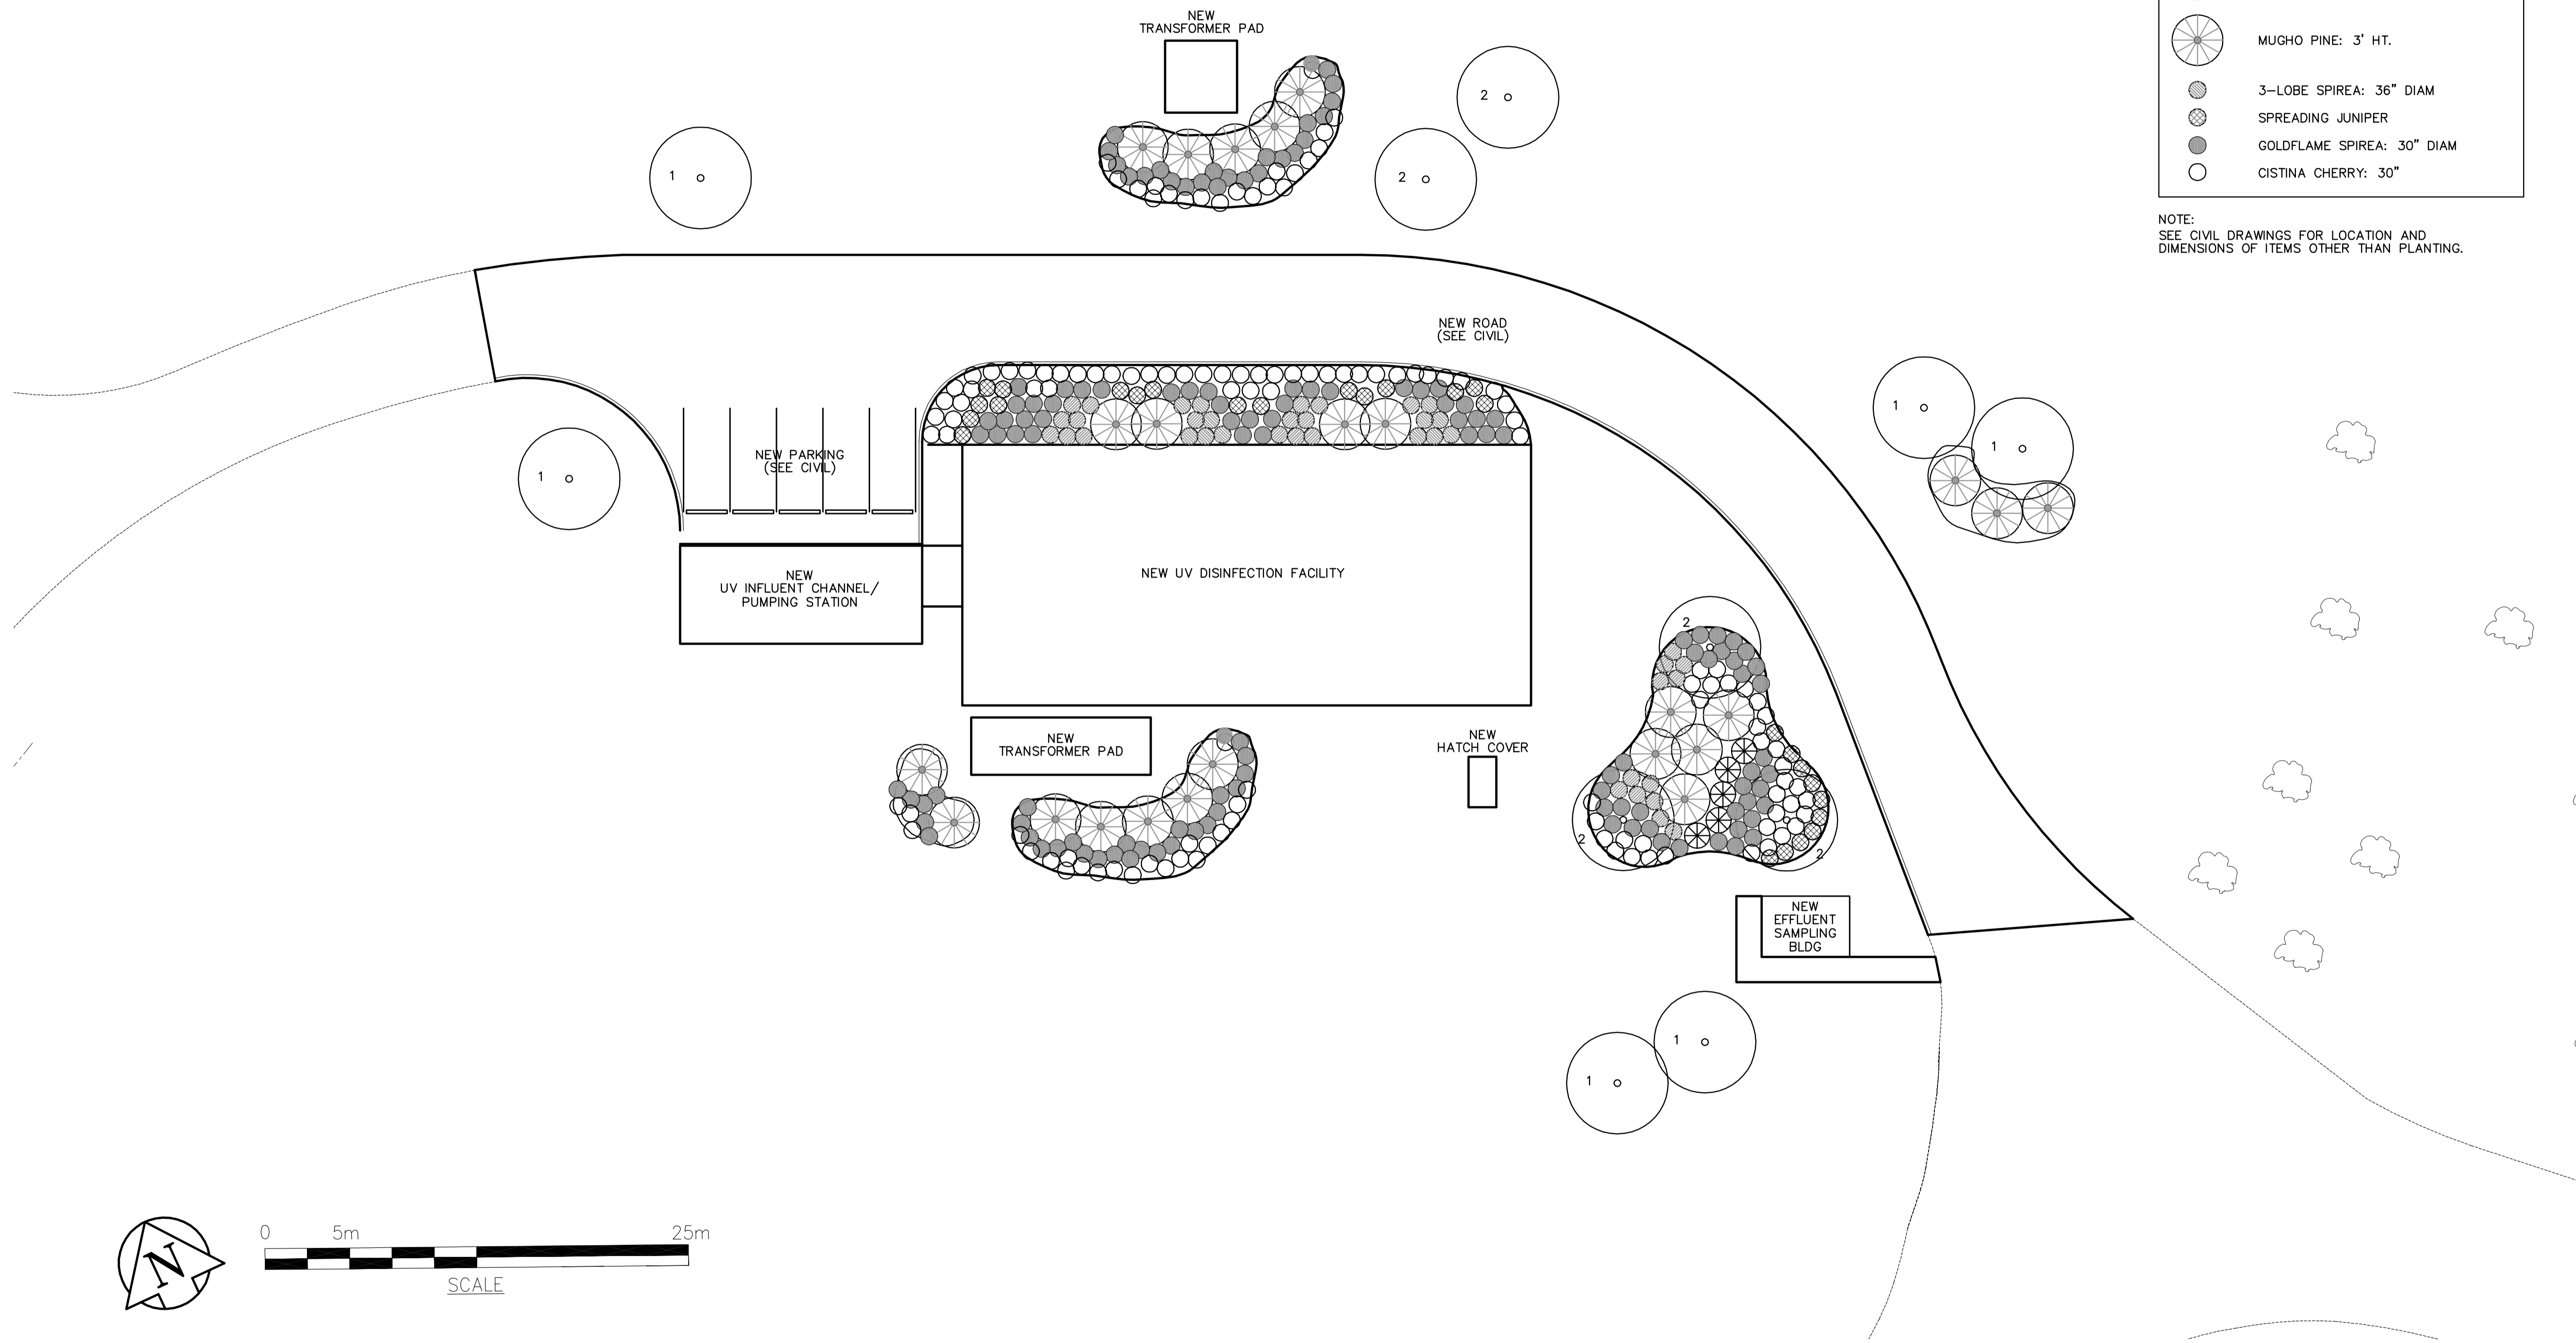 NEW
TRANSFORMER PAD
MUGHO PINE: 3' HT.
3-LOBE SPIREA: 36" DIAM
SPREADING JUNIPER
GOLDFLAME SPIREA: 30" DIAM
CISTINA CHERRY: 30"
NOTE:
SEE CIVIL DRAWINGS FOR LOCATION AND
DIMENSIONS OF ITEMS OTHER THAN PLANTING.
2
1
2
NEW ROAD
(SEE CIVIL)
1
1
NEW PARKING
(SEE CIVIL)
1
NEW
UV INFLUENT CHANNEL/
PUMPING STATION
NEW UV DISINFECTION FACILITY
2
NEW
TRANSFORMER PAD
NEW
HATCH COVER
2
2
NEW
EFFLUENT
SAMPLING
BLDG
1
1
N
0 5m 25m
SCALE